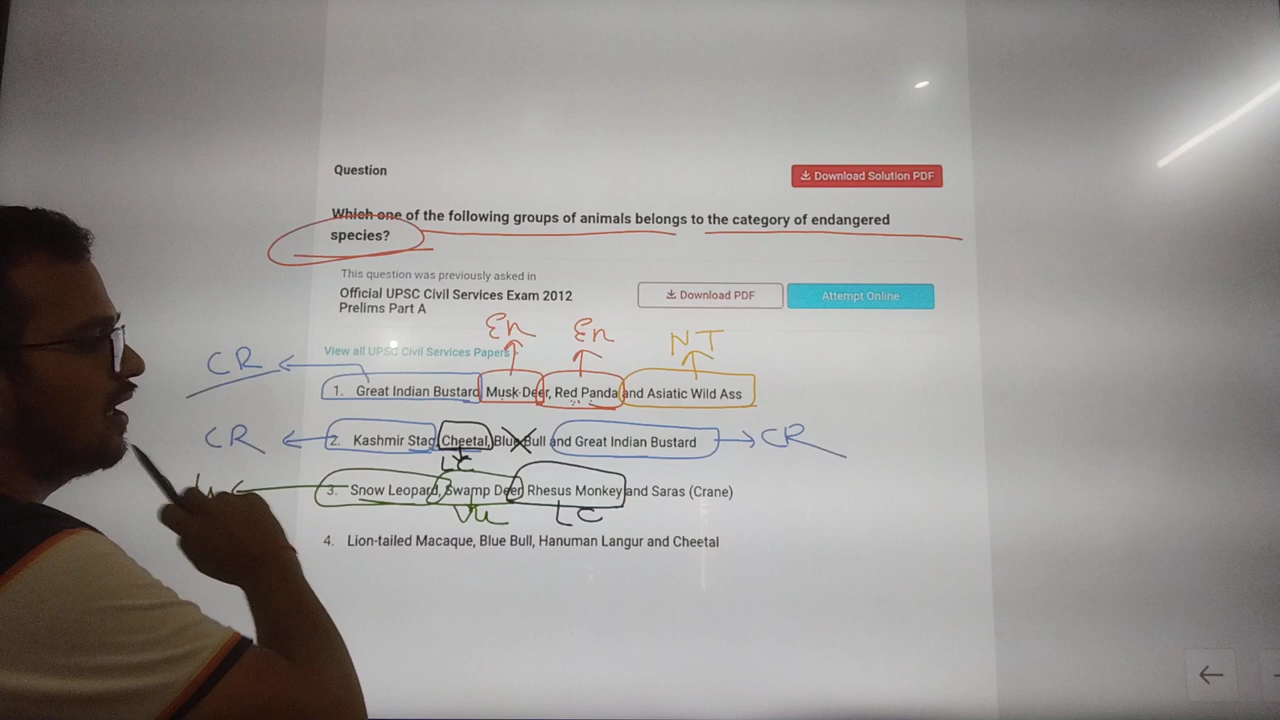 Question
Download Solution PDF
Which one of the following groups of animals belongs to the category of endangered
species?
This question was previously asked in
Official UPSC Civil Services Exam 2012
Prelims Part A
Download PDF
Attempt Online
En En NT
View all UPSC Civil Services Papers >
CR
1. Great Indian Bustard, Musk Deer, Red Panda and Asiatic Wild Ass
CR
2. Kashmir Stag, Cheetal, Blue Bull and Great Indian Bustard
CR
LC
3. Snow Leopard, Swamp Deer, Rhesus Monkey and Saras (Crane)
Vu LC
4. Lion-tailed Macaque, Blue Bull, Hanuman Langur and Cheetal